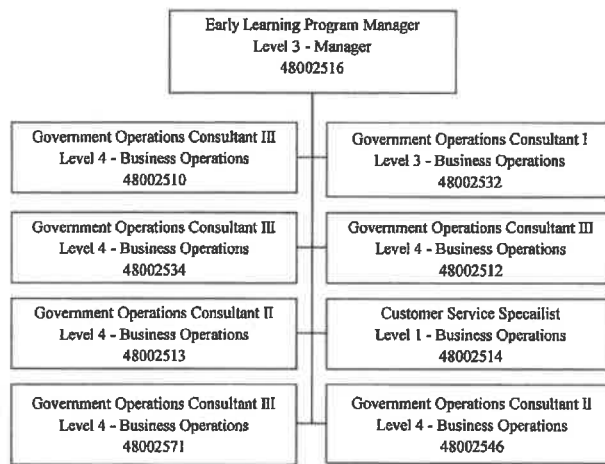 Early Learning Program Manager
Level 3 - Manager
48002516
Government Operations Consultant III
Level 4 - Business Operations
48002510
Government Operations Consultant I
Level 3 - Business Operations
48002532
Government Operations Consultant III
Level 4 - Business Operations
48002534
Government Operations Consultant III
Level 4 - Business Operations
48002512
Government Operations Consultant II
Level 4 - Business Operations
48002513
Customer Service Specailist
Level 1 - Business Operations
48002514
Government Operations Consultant III
Level 4 - Business Operations
48002571
Government Operations Consultant II
Level 4 - Business Operations
48002546